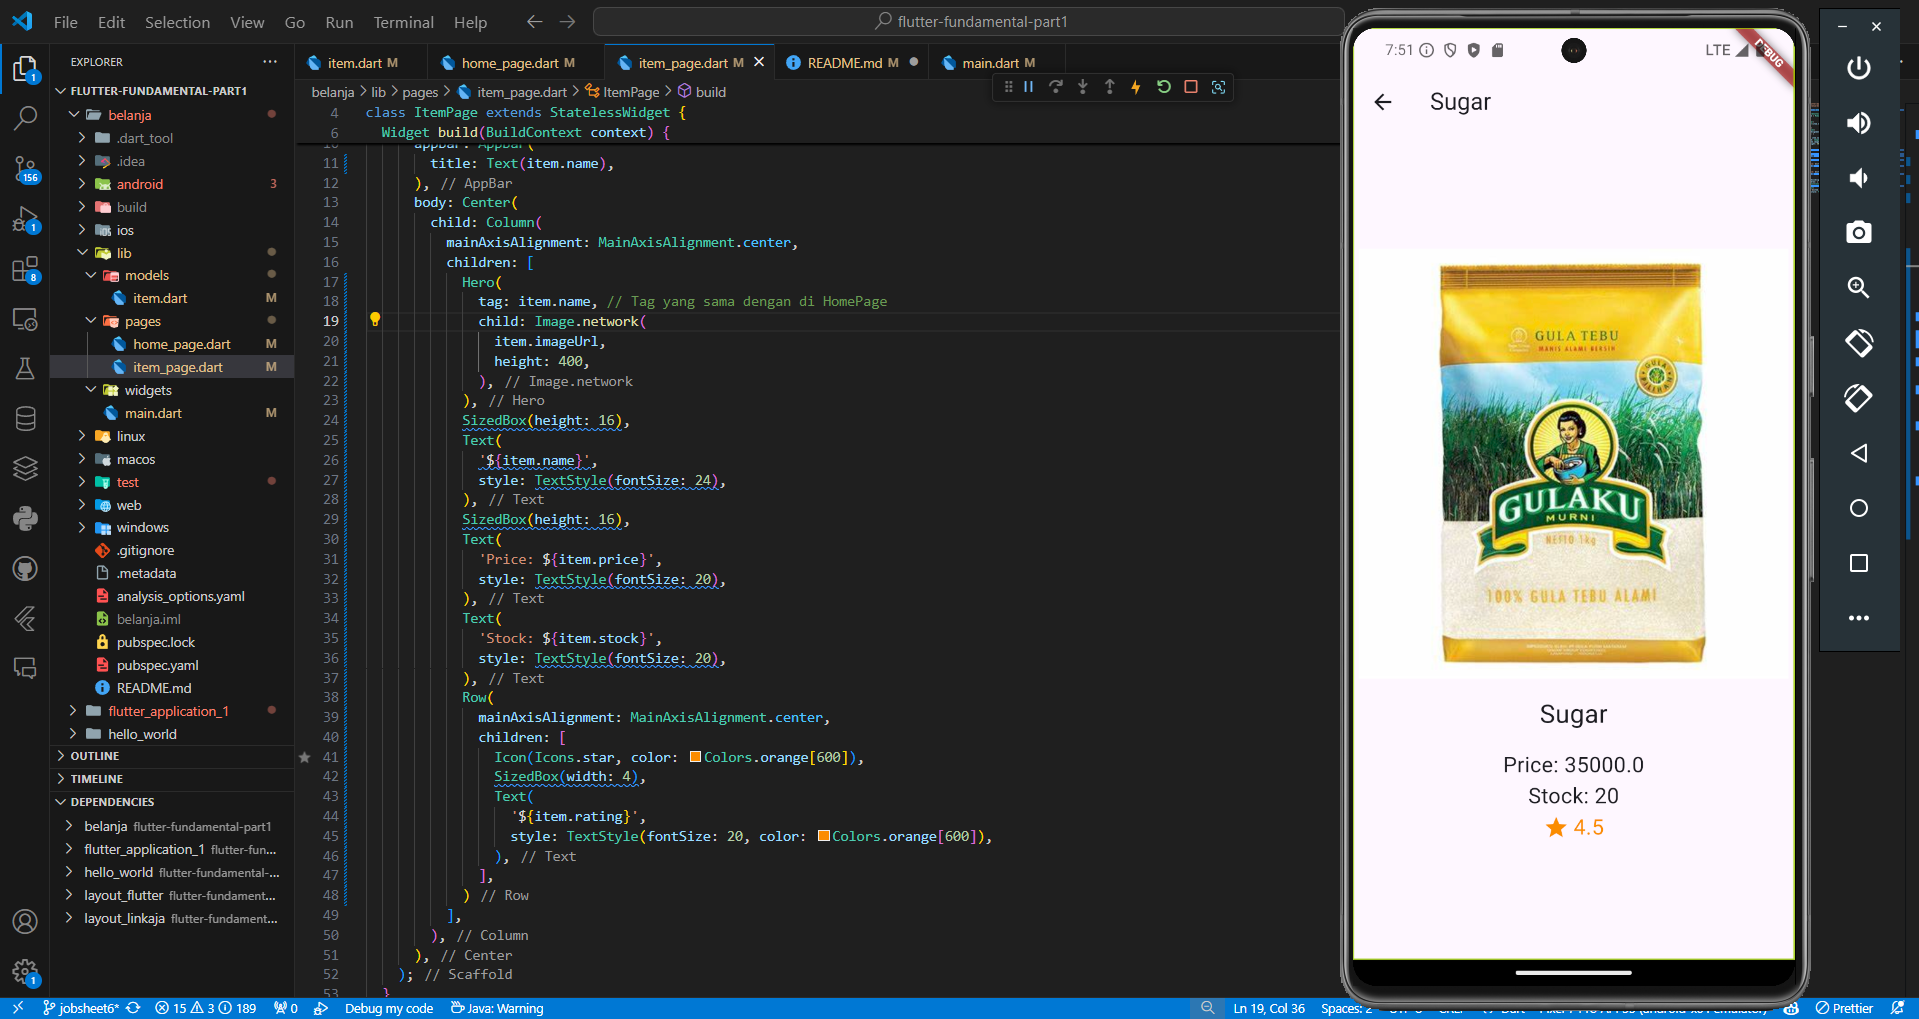 File Edit Selection View Go Run Terminal Help
flutter-fundamental-part1
EXPLORER
FLUTTER-FUNDAMENTAL-PART1
belanja
.dart_tool
.idea
android 3
build
ios
lib
models
item.dart M
pages
home_page.dart M
item_page.dart M
widgets
main.dart M
linux
macos
test
web
windows
.gitignore
.metadata
analysis_options.yaml
belanja.iml
pubspec.lock
pubspec.yaml
README.md
flutter_application_1
hello_world
OUTLINE
TIMELINE
DEPENDENCIES
belanja flutter-fundamental-part1
flutter_application_1 flutter-fun...
hello_world flutter-fundamental-...
layout_flutter flutter-fundament...
layout_linkaja flutter-fundament...
1
156
1
8
1
item.dart M
home_page.dart M
item_page.dart M
README.md M
main.dart M
belanja > lib > pages > item_page.dart > ItemPage > build
4 class ItemPage extends StatelessWidget {
6 Widget build(BuildContext context) {
10 appBar: AppBar(
11 title: Text(item.name),
12 ), // AppBar
13 body: Center(
14 child: Column(
15 mainAxisAlignment: MainAxisAlignment.center,
16 children: [
17 Hero(
18 tag: item.name, // Tag yang sama dengan di HomePage
19 child: Image.network(
20 item.imageUrl,
21 height: 400,
22 ), // Image.network
23 ), // Hero
24 SizedBox(height: 16),
25 Text(
26 '${item.name}',
27 style: TextStyle(fontSize: 24),
28 ), // Text
29 SizedBox(height: 16),
30 Text(
31 'Price: ${item.price}',
32 style: TextStyle(fontSize: 20),
33 ), // Text
34 Text(
35 'Stock: ${item.stock}',
36 style: TextStyle(fontSize: 20),
37 ), // Text
38 Row(
39 mainAxisAlignment: MainAxisAlignment.center,
40 children: [
41 Icon(Icons.star, color: Colors.orange[600]),
42 SizedBox(width: 4),
43 Text(
44 '${item.rating}',
45 style: TextStyle(fontSize: 20, color: Colors.orange[600]),
46 ), // Text
47 ],
48 ) // Row
49 ],
50 ), // Column
51 ), // Center
52 ); // Scaffold
53 }
jobsheet6* 15 3 189 0 Debug my code Java: Warning
Ln 19, Col 36 Spaces: 2
Prettier
7:51 LTE
DEBUG
Sugar
GULA TEBU
MANIS ALAMI BERSIH
GULAKU
MURNI
NETTO 1kg
100% GULA TEBU ALAMI
Sugar
Price: 35000.0
Stock: 20
4.5